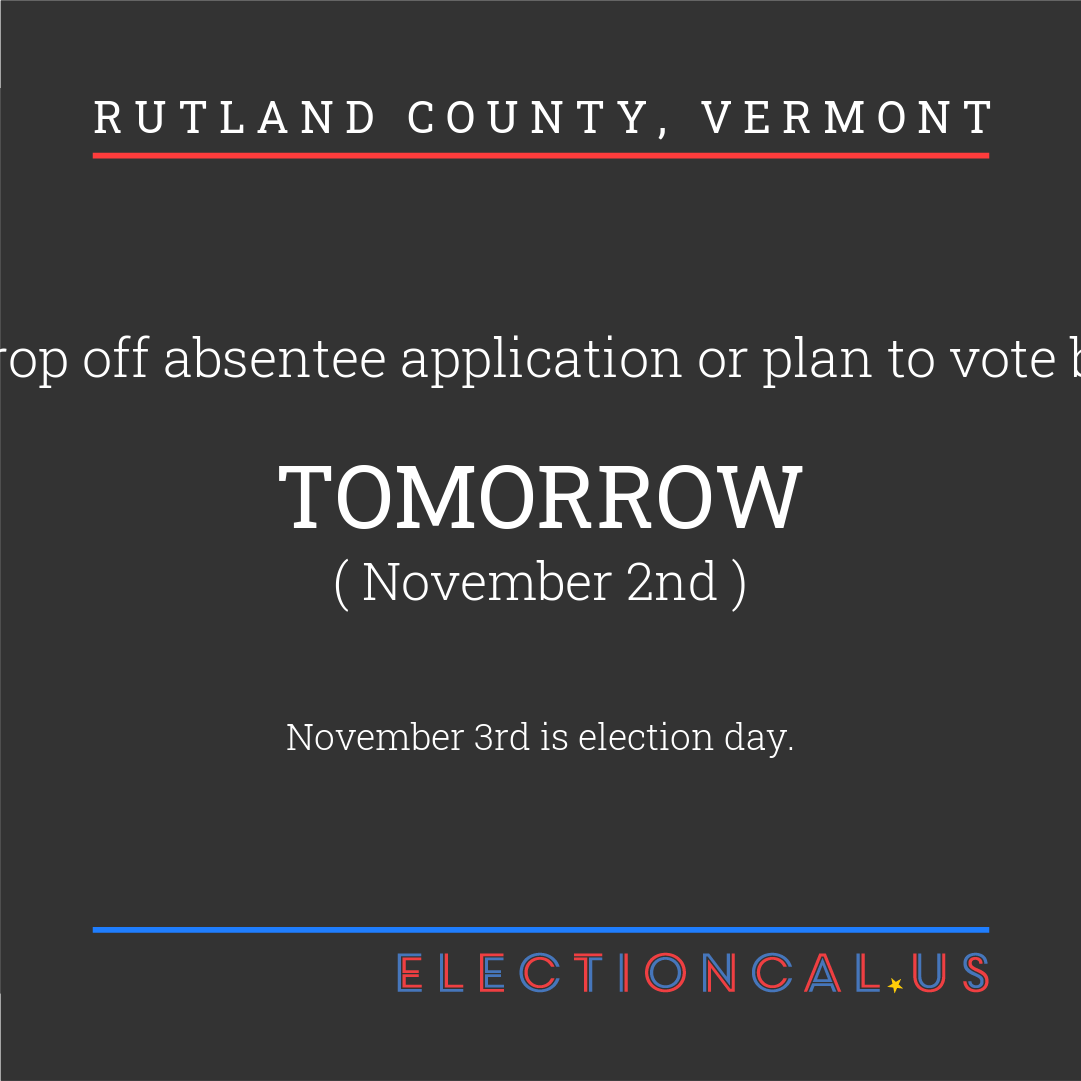 RUTLAND COUNTY, VERMONT
rop off absentee application or plan to vote b
TOMORROW
( November 2nd )
November 3rd is election day.
ELECTIONCAL.US